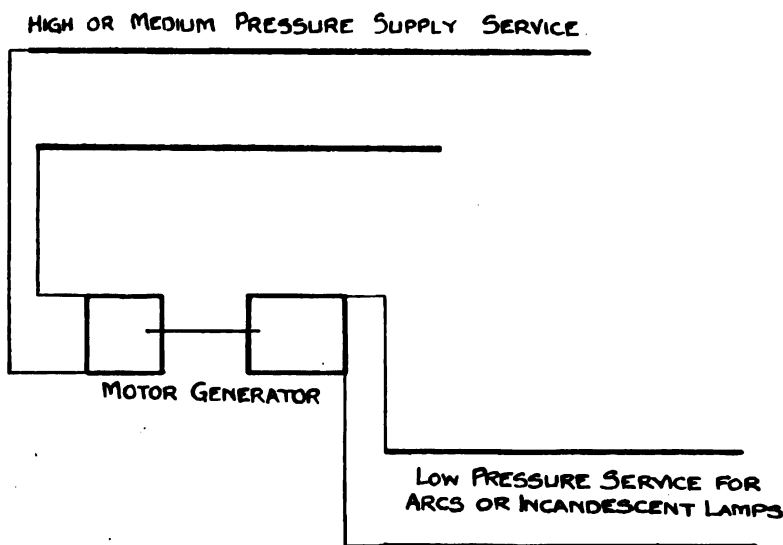 HIGH OR MEDIUM PRESSURE SUPPLY SERVICE.
MOTOR GENERATOR
LOW PRESSURE SERVICE FOR
ARCS OR INCANDESCENT LAMPS